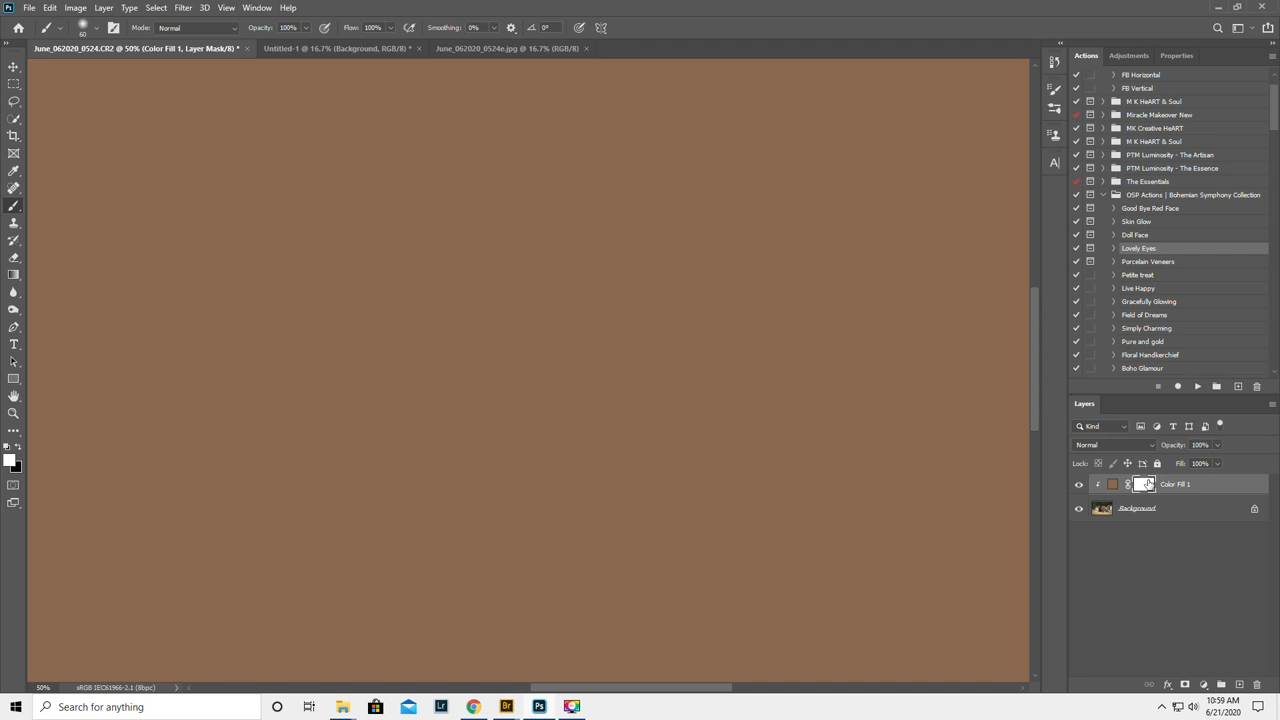 File Edit Image Layer Type Select Filter 3D View Window Help
Mode: Normal Opacity: 100% Flow: 100% Smoothing: 0% 0°
60
June_062020_0524.CR2 @ 50% (Color Fill 1, Layer Mask/8) * × Untitled-1 @ 16.7% (Background, RGB/8) * × June_062020_0524e.jpg @ 16.7% (RGB/8) ×
Actions Adjustments Properties
FB Horizontal
FB Vertical
M K HeART & Soul
Miracle Makeover New
MK Creative HeART
M K HeART & Soul
PTM Luminosity - The Artisan
PTM Luminosity - The Essence
The Essentials
OSP Actions | Bohemian Symphony Collection
Good Bye Red Face
Skin Glow
Doll Face
Lovely Eyes
Porcelain Veneers
Petite treat
Live Happy
Gracefully Glowing
Field of Dreams
Simply Charming
Pure and gold
Floral Handkerchief
Boho Glamour
Layers
Kind
Normal Opacity: 100%
Lock: Fill: 100%
Color Fill 1
Background
50% sRGB IEC61966-2.1 (8bpc)
Search for anything
10:59 AM
6/21/2020